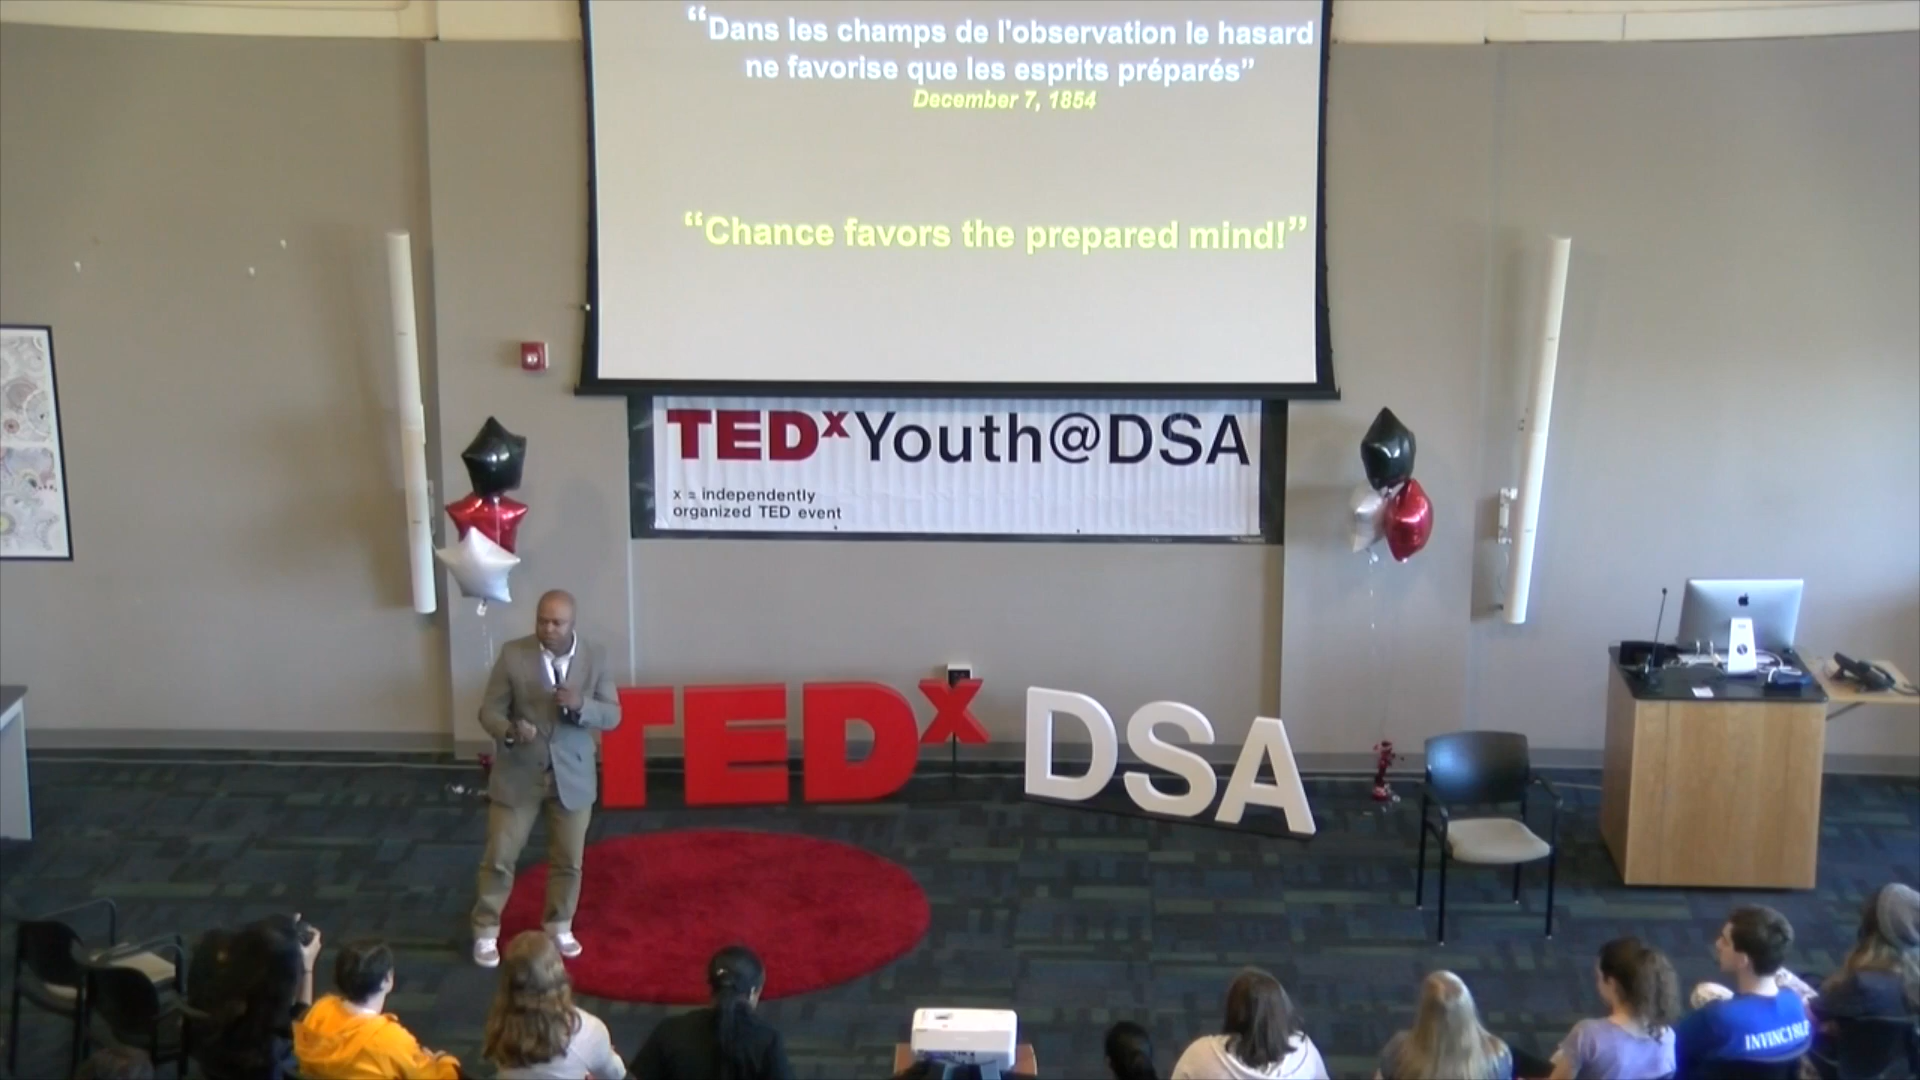 “Dans les champs de l'observation le hasard
ne favorise que les esprits préparés”
December 7, 1854
“Chance favors the prepared mind!”
TEDxYouth@DSA
x = independently
organized TED event
TEDx DSA
INVINCIBLE